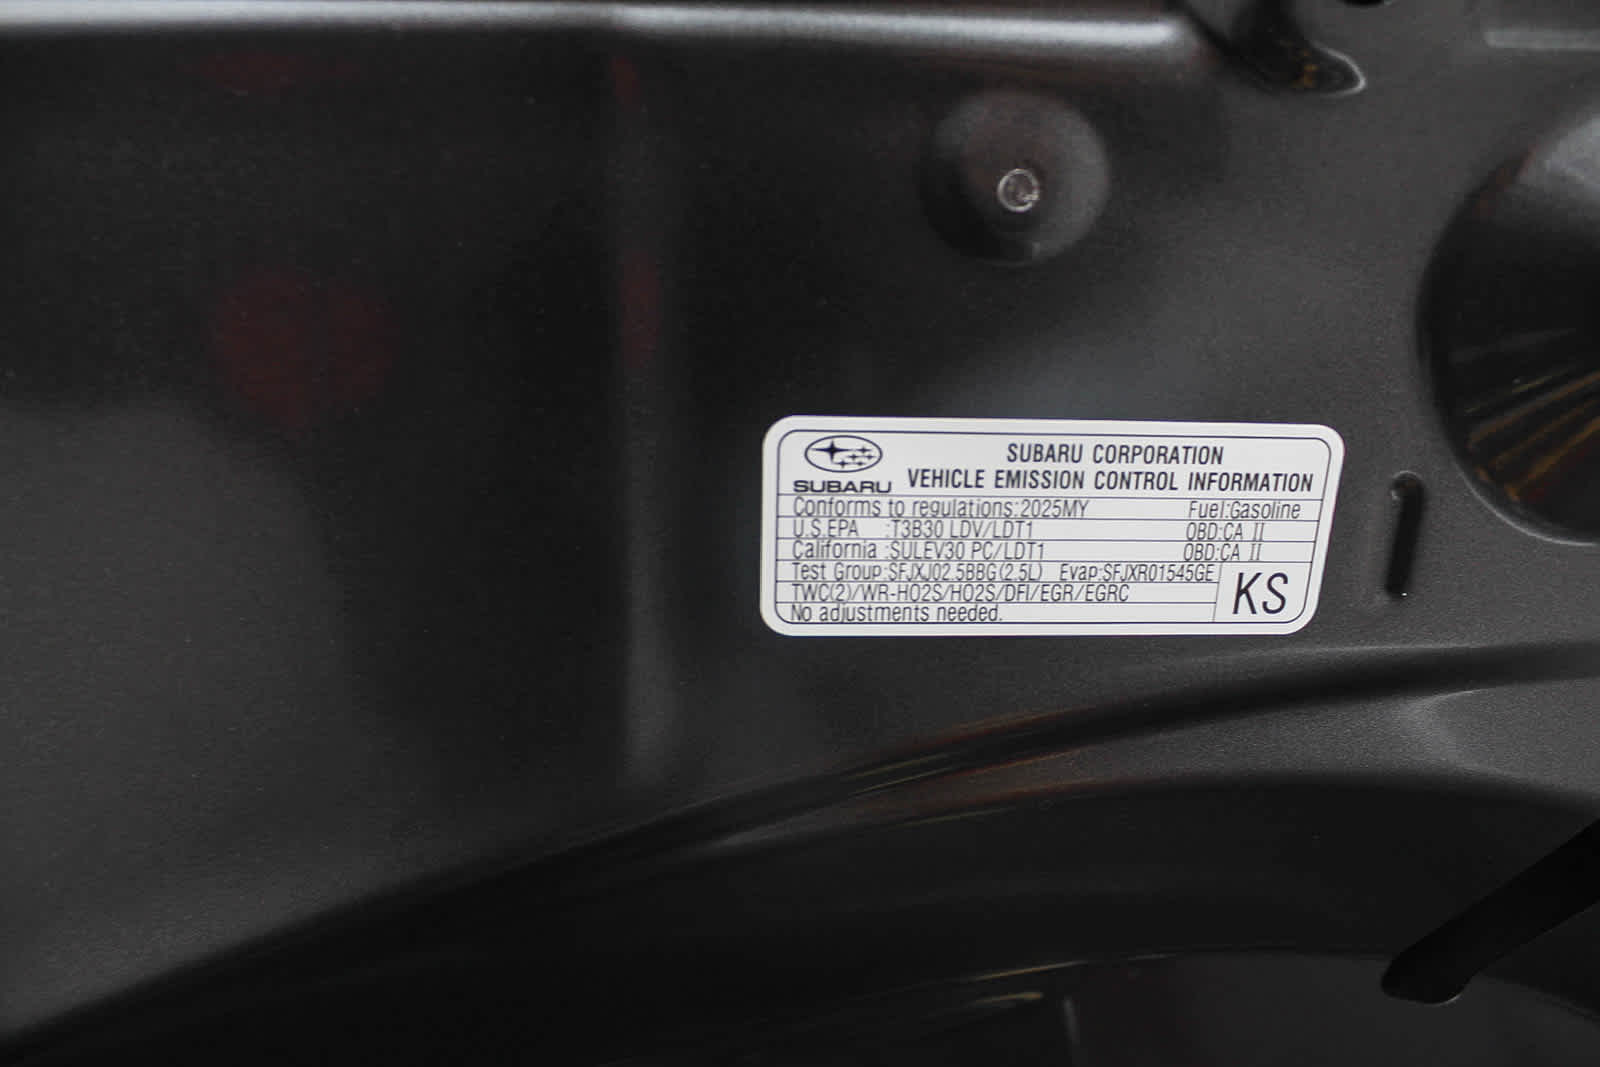 SUBARU CORPORATION
SUBARU
VEHICLE EMISSION CONTROL INFORMATION
Conforms to regulations:2025MY Fuel:Gasoline
U.S.EPA :T3B30 LDV/LDT1 OBD:CA II
California :SULEV30 PC/LDT1 OBD:CA II
Test Group:SFJXJ02.5BBG(2.5L) Evap:SFJXR01545GE
TWC(2)/WR-HO2S/HO2S/DFI/EGR/EGRC
KS
No adjustments needed.